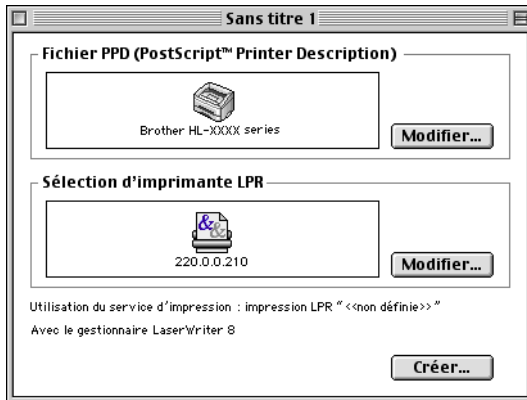 Sans titre 1
Fichier PPD (PostScript™ Printer Description)
Brother HL-XXXX series
Modifier...
Sélection d'imprimante LPR
220.0.0.210
Modifier...
Utilisation du service d'impression : impression LPR “ <<non définie>> ”
Avec le gestionnaire LaserWriter 8
Créer...